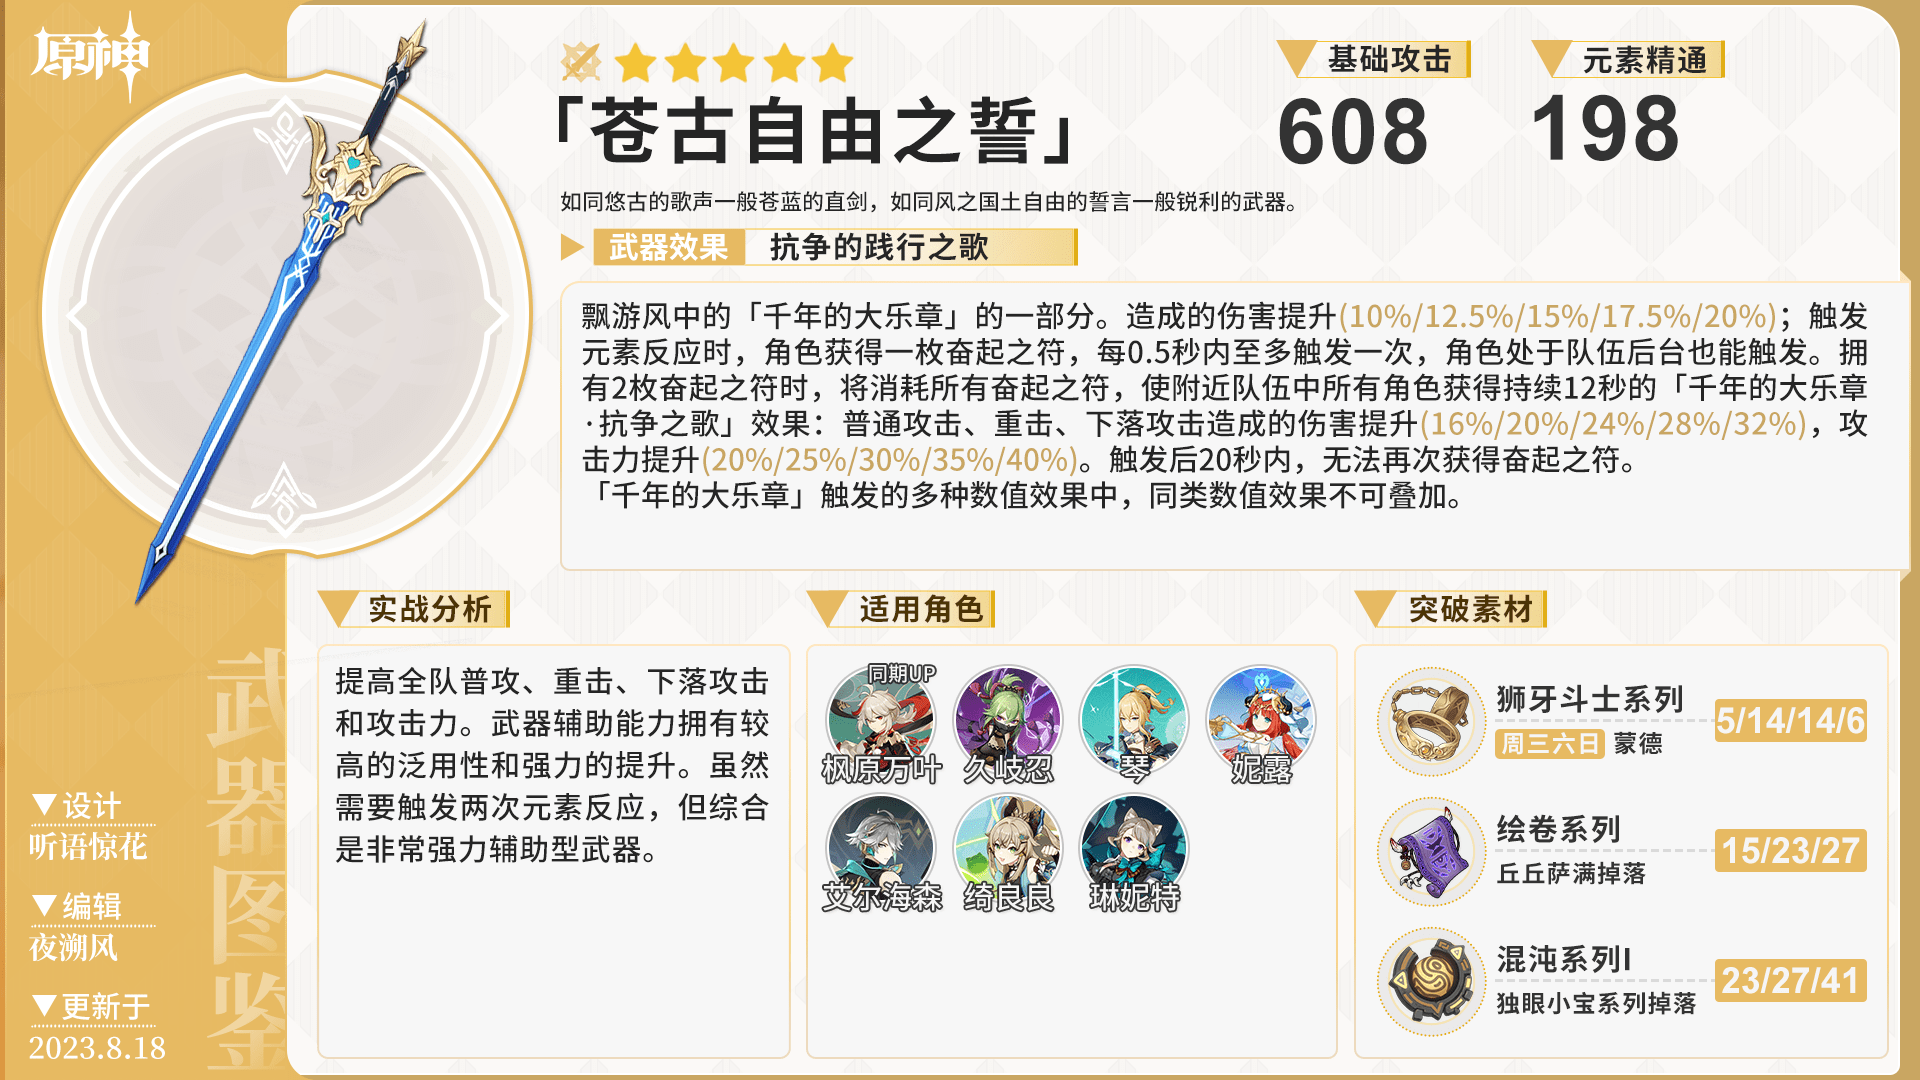 原神
「苍古自由之誓」
基础攻击
608
元素精通
198
如同悠古的歌声一般苍蓝的直剑，如同风之国土自由的誓言一般锐利的武器。
武器效果
抗争的践行之歌
飘游风中的「千年的大乐章」的一部分。造成的伤害提升(10%/12.5%/15%/17.5%/20%)；触发
元素反应时，角色获得一枚奋起之符，每0.5秒内至多触发一次，角色处于队伍后台也能触发。拥
有2枚奋起之符时，将消耗所有奋起之符，使附近队伍中所有角色获得持续12秒的「千年的大乐章
·抗争之歌」效果：普通攻击、重击、下落攻击造成的伤害提升(16%/20%/24%/28%/32%)，攻
击力提升(20%/25%/30%/35%/40%)。触发后20秒内，无法再次获得奋起之符。
「千年的大乐章」触发的多种数值效果中，同类数值效果不可叠加。
实战分析
提高全队普攻、重击、下落攻击
和攻击力。武器辅助能力拥有较
高的泛用性和强力的提升。虽然
需要触发两次元素反应，但综合
是非常强力辅助型武器。
适用角色
同期UP
枫原万叶
久岐忍
琴
妮露
艾尔海森
绮良良
琳妮特
突破素材
狮牙斗士系列
周三六日 蒙德
5/14/14/6
绘卷系列
丘丘萨满掉落
15/23/27
混沌系列I
独眼小宝系列掉落
23/27/41
武器图鉴
▼设计
听语惊花
▼编辑
夜溯风
▼更新于
2023.8.18